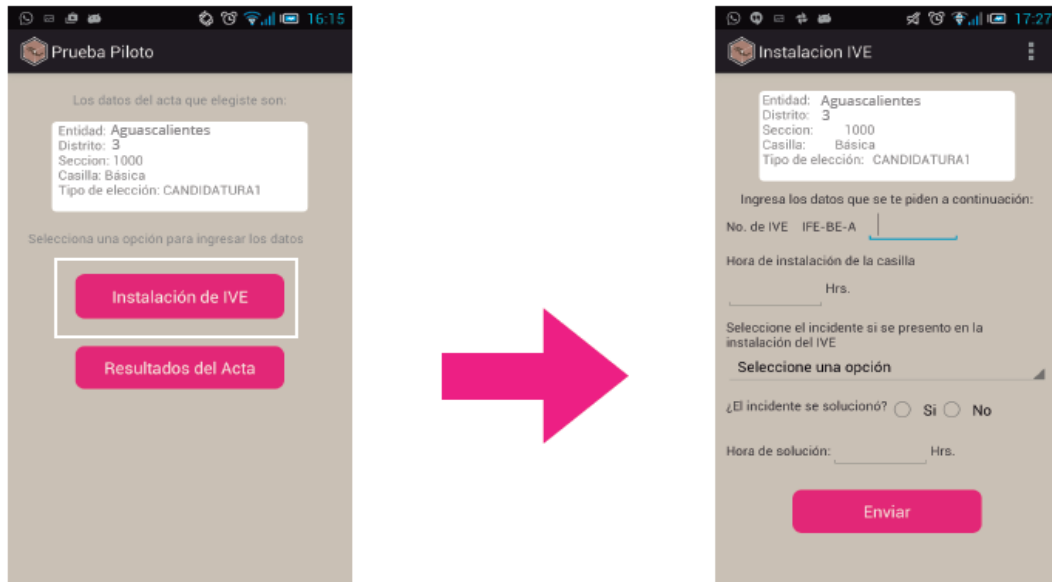 16:15
Prueba Piloto
Los datos del acta que elegiste son:
Entidad: Aguascalientes
Distrito: 3
Seccion: 1000
Casilla: Básica
Tipo de elección: CANDIDATURA1
Selecciona una opción para ingresar los datos
Instalación de IVE
Resultados del Acta
17:27
Instalacion IVE
Entidad: Aguascalientes
Distrito: 3
Seccion: 1000
Casilla: Básica
Tipo de elección: CANDIDATURA1
Ingresa los datos que se te piden a continuación:
No. de IVE IFE-BE-A
Hora de instalación de la casilla
Hrs.
Seleccione el incidente si se presento en la
instalación del IVE
Seleccione una opción
¿El incidente se solucionó? Si No
Hora de solución: Hrs.
Enviar